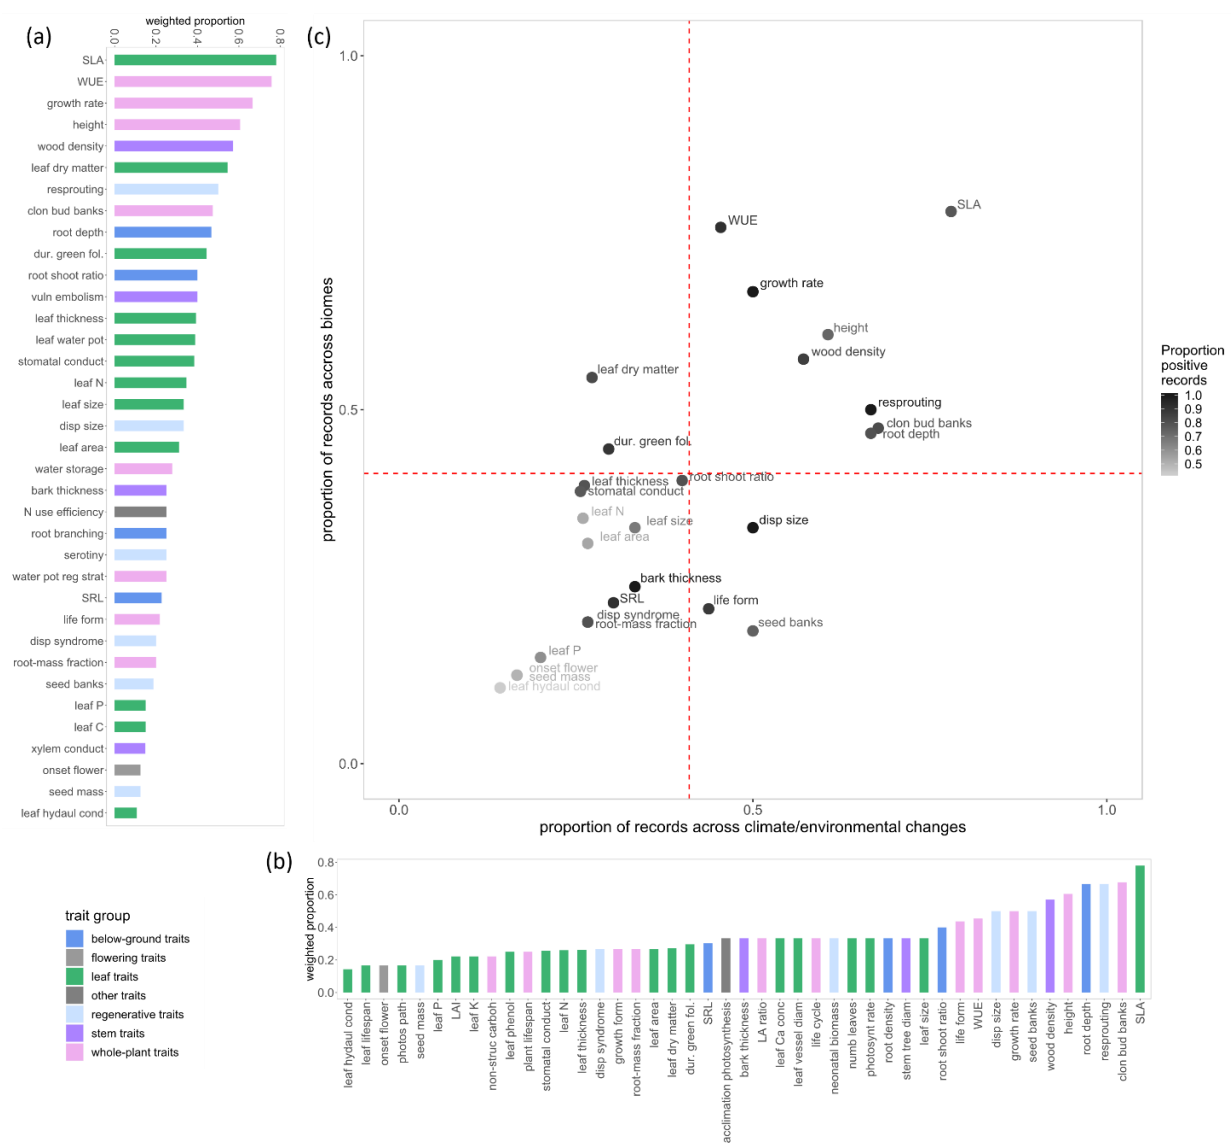 (a)
weighted proportion
0.0
0.2
0.4
0.6
0.8
SLA
WUE
growth rate
height
wood density
leaf dry matter
resprouting
clon bud banks
root depth
dur. green fol.
root shoot ratio
vuln embolism
leaf thickness
leaf water pot
stomatal conduct
leaf N
leaf size
disp size
leaf area
water storage
bark thickness
N use efficiency
root branching
serotiny
water pot reg strat
SRL
life form
disp syndrome
root-mass fraction
seed banks
leaf P
leaf C
xylem conduct
onset flower
seed mass
leaf hydaul cond
(c)
1.0
0.5
0.0
proportion of records accross biomes
SLA
WUE
growth rate
height
wood density
leaf dry matter
resprouting
clon bud banks
root depth
dur. green fol.
root shoot ratio
leaf thickness
stomatal conduct
leaf N
leaf size
disp size
leaf area
bark thickness
SRL
life form
disp syndrome
root-mass fraction
seed banks
leaf P
onset flower
seed mass
leaf hydaul cond
0.0
0.5
1.0
proportion of records across climate/environmental changes
Proportion
positive
records
1.0
0.9
0.8
0.7
0.6
0.5
(b)
weighted proportion
0.8
0.6
0.4
0.2
0.0
leaf hydaul cond
leaf lifespan
onset flower
photos path
seed mass
leaf P
LAI
leaf K
non-struc carboh
leaf phenol
plant lifespan
stomatal conduct
leaf N
leaf thickness
disp syndrome
growth form
root-mass fraction
leaf area
leaf dry matter
dur. green fol.
SRL
acclimation photosynthesis
bark thickness
LA ratio
leaf Ca conc
leaf vessel diam
life cycle
neonatal biomass
numb leaves
photosynt rate
root density
stem tree diam
leaf size
root shoot ratio
life form
WUE
disp size
growth rate
seed banks
wood density
height
root depth
resprouting
clon bud banks
SLA
trait group
below-ground traits
flowering traits
leaf traits
other traits
regenerative traits
stem traits
whole-plant traits